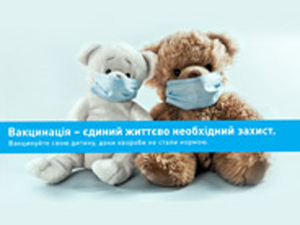 Вакцинація – єдиний життєво необхідний захист.
Вакцинуйте свою дитину, доки хвороби не стали нормою.